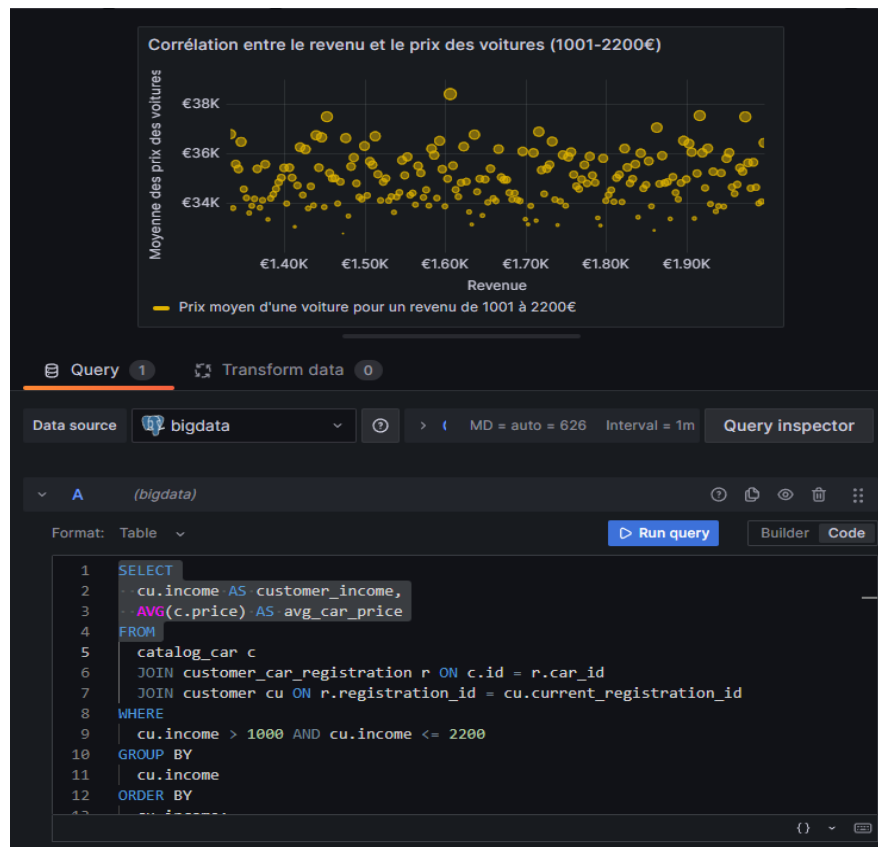 Corrélation entre le revenu et le prix des voitures (1001-2200€)
Moyenne des prix des voitures
€38K
€36K
€34K
€1.40K €1.50K €1.60K €1.70K €1.80K €1.90K
Revenue
Prix moyen d'une voiture pour un revenu de 1001 à 2200€
Query 1 Transform data 0
Data source bigdata MD = auto = 626 Interval = 1m Query inspector
A (bigdata)
Format: Table Run query Builder Code
1 SELECT
2 cu.income AS customer_income,
3 AVG(c.price) AS avg_car_price
4 FROM
5 catalog_car c
6 JOIN customer_car_registration r ON c.id = r.car_id
7 JOIN customer cu ON r.registration_id = cu.current_registration_id
8 WHERE
9 cu.income > 1000 AND cu.income <= 2200
10 GROUP BY
11 cu.income
12 ORDER BY
{}